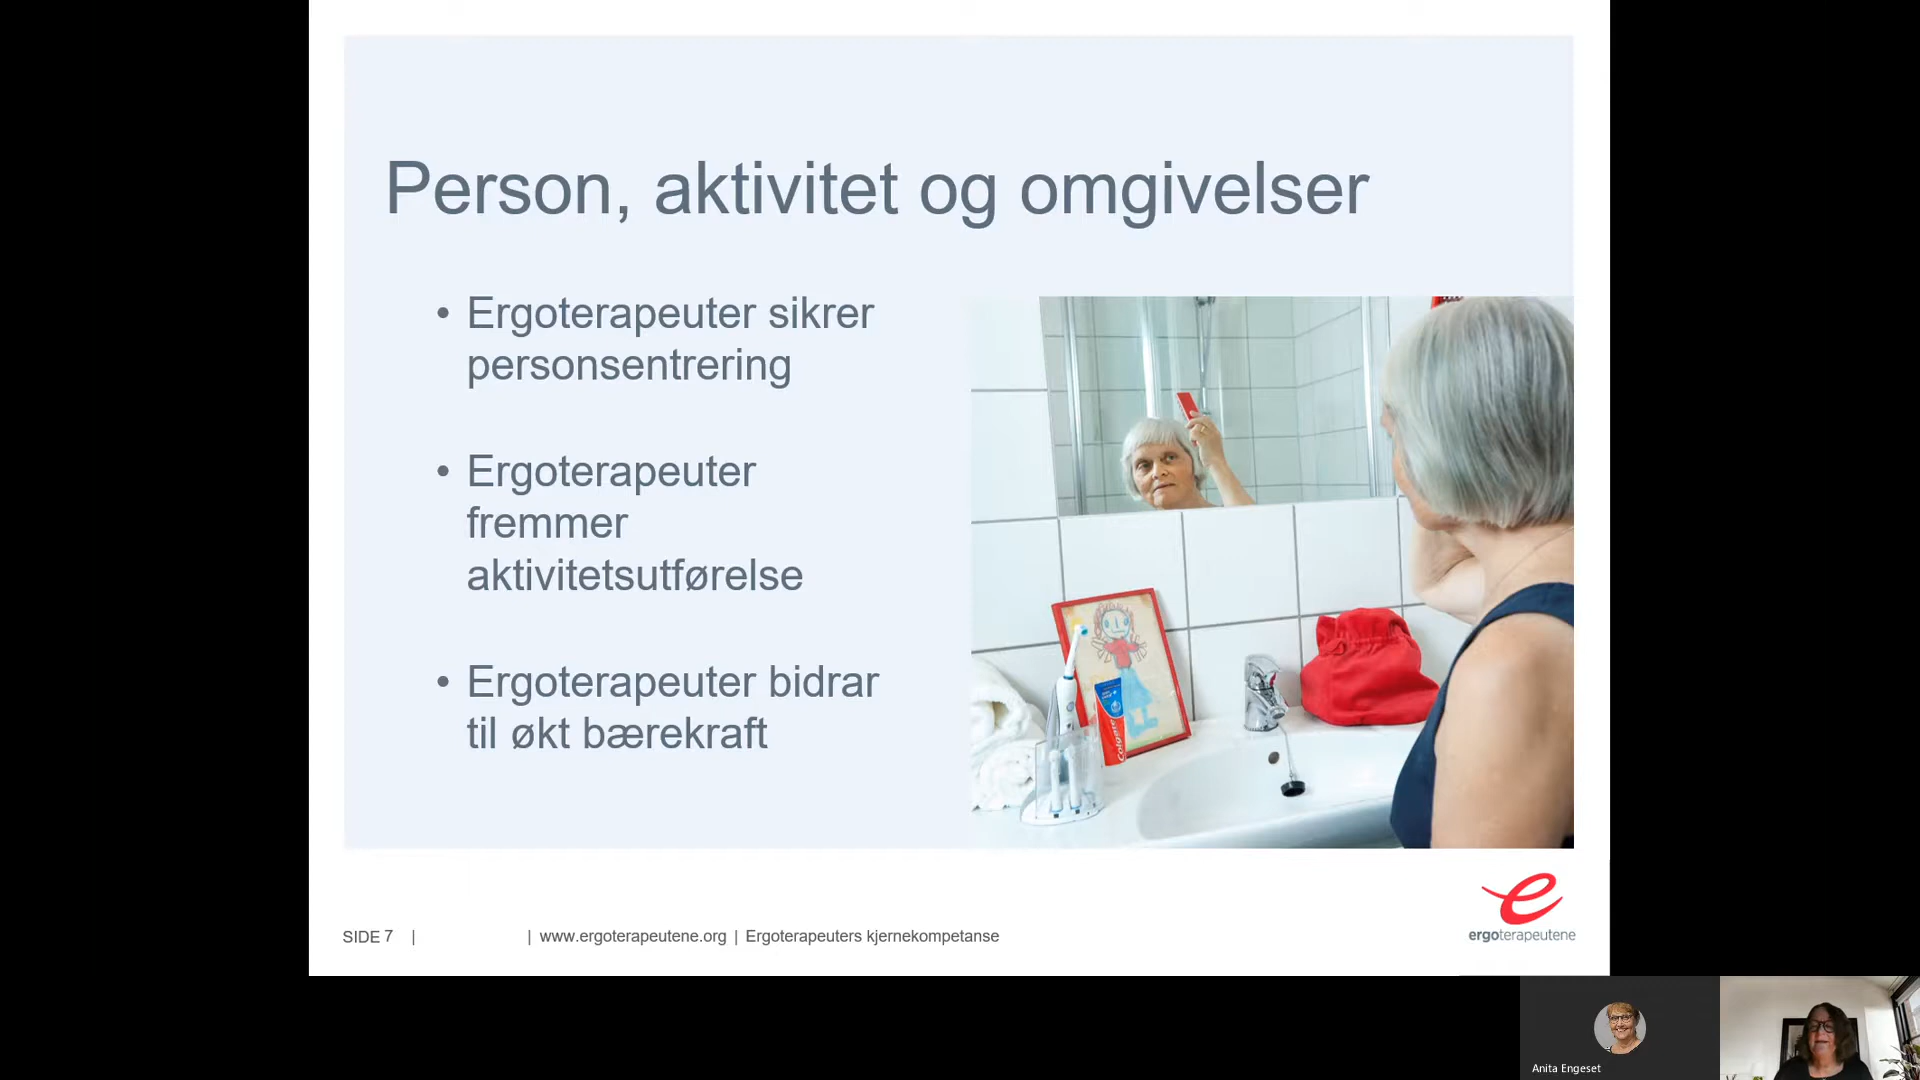 Person, aktivitet og omgivelser
• Ergoterapeuter sikrer
personsentrering
• Ergoterapeuter
fremmer
aktivitetsutførelse
• Ergoterapeuter bidrar
til økt bærekraft
Colgate
ergoterapeutene
SIDE 7 | | www.ergoterapeutene.org | Ergoterapeuters kjernekompetanse
Anita Engeset